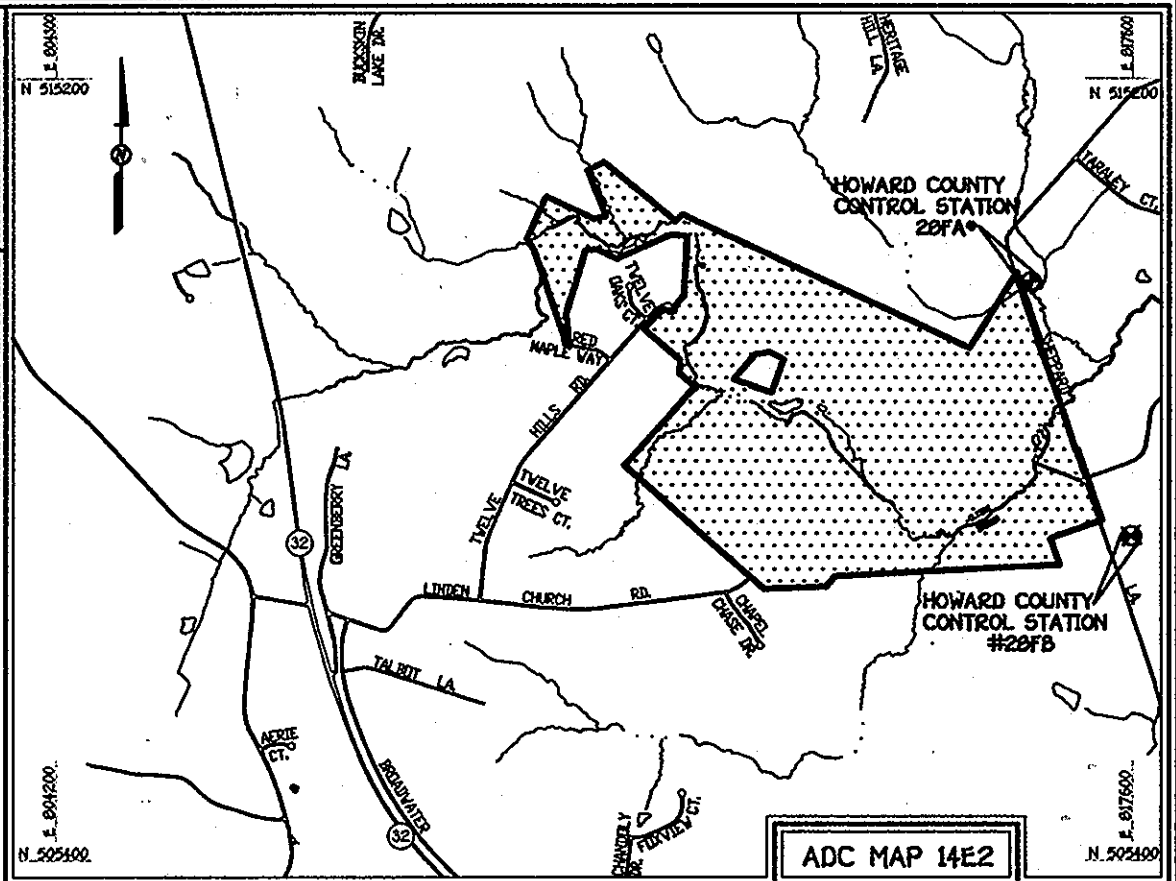 E 804300
N 515200
BUCKSKIN
LAKE DR.
HERITAGE
HILL LA.
E 817600
N 515200
N
TARALEY CT.
HOWARD COUNTY
CONTROL STATION
20FA
TWELVE
OAKS CT.
RED
MAPLE WAY
SHEPPARD
TWELVE HILLS RD.
GREENBERRY LA.
TWELVE
TREES CT.
32
LINDEN CHURCH RD.
CHAPEL
CHASE DR.
HOWARD COUNTY
CONTROL STATION
#20FB
LA.
TALBOT LA.
AERIE
CT.
BROADWATER
32
E 804200
N 505400
CHANDOLY
DR.
FOXVIEW CT.
ADC MAP 14E2
E 817600
N 505400